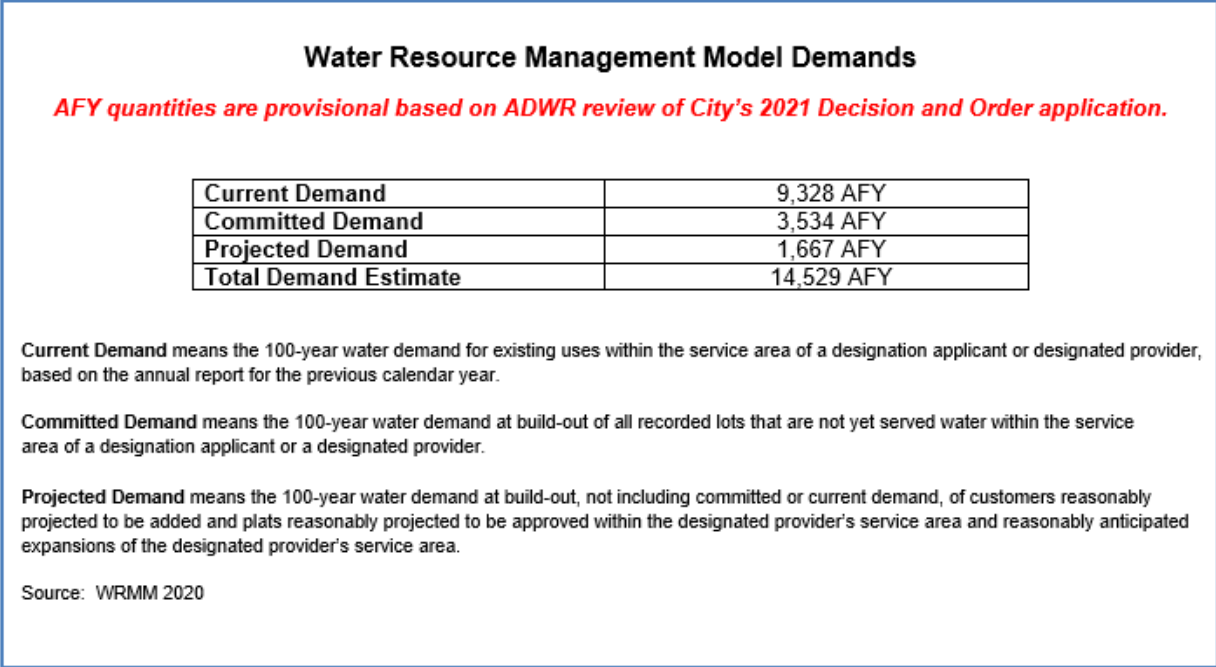 Water Resource Management Model Demands
AFY quantities are provisional based on ADWR review of City's 2021 Decision and Order application.
Current Demand 9,328 AFY
Committed Demand 3,534 AFY
Projected Demand 1,667 AFY
Total Demand Estimate 14,529 AFY
Current Demand means the 100-year water demand for existing uses within the service area of a designation applicant or designated provider,
based on the annual report for the previous calendar year.
Committed Demand means the 100-year water demand at build-out of all recorded lots that are not yet served water within the service
area of a designation applicant or a designated provider.
Projected Demand means the 100-year water demand at build-out, not including committed or current demand, of customers reasonably
projected to be added and plats reasonably projected to be approved within the designated provider's service area and reasonably anticipated
expansions of the designated provider's service area.
Source: WRMM 2020